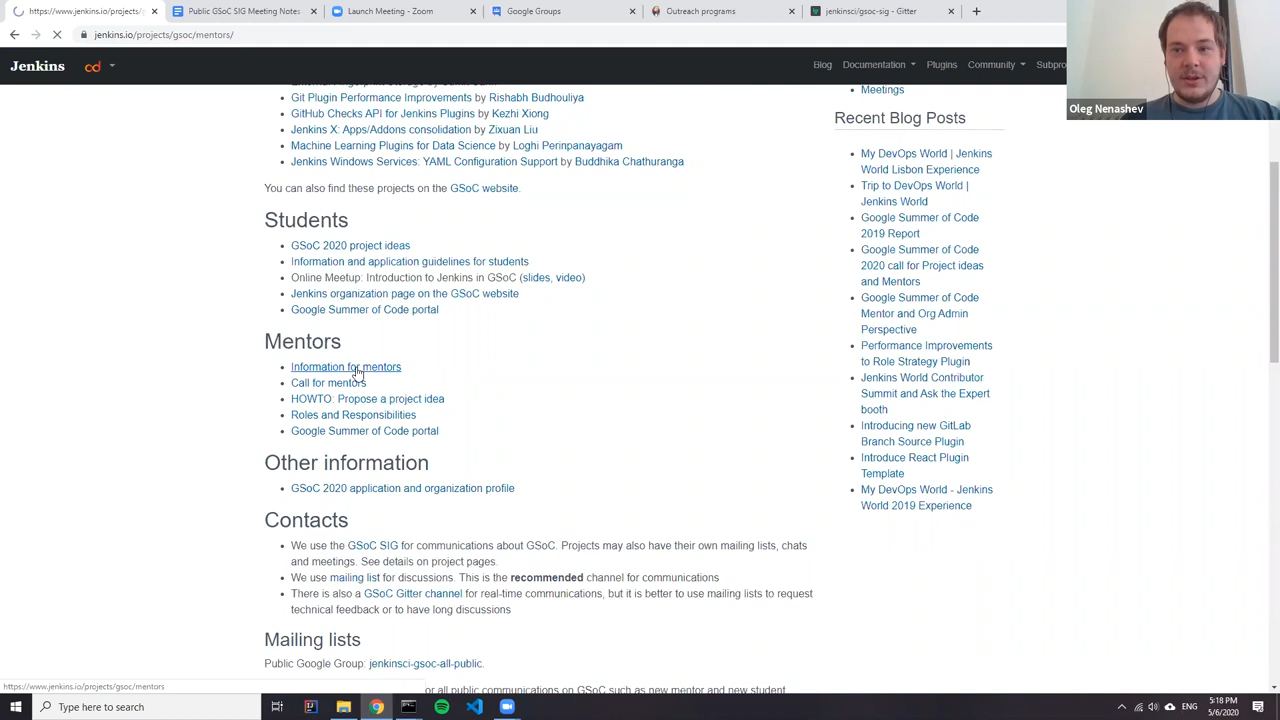 https://www.jenkins.io/projects/g
Public GSoC SIG Meeting Notes
Launch Meeting - Zoom
Google Groups
Outreach programs
jenkinsci/gsoc-sig - Gitter
jenkins.io/projects/gsoc/mentors/
Jenkins
cd
Blog
Documentation
Plugins
Community
Subpro
Oleg Nenashev
Git Plugin Performance Improvements by Rishabh Budhouliya
GitHub Checks API for Jenkins Plugins by Kezhi Xiong
Jenkins X: Apps/Addons consolidation by Zixuan Liu
Machine Learning Plugins for Data Science by Loghi Perinpanayagam
Jenkins Windows Services: YAML Configuration Support by Buddhika Chathuranga
You can also find these projects on the GSoC website.
Students
GSoC 2020 project ideas
Information and application guidelines for students
Online Meetup: Introduction to Jenkins in GSoC (slides, video)
Jenkins organization page on the GSoC website
Google Summer of Code portal
Mentors
Information for mentors
Call for mentors
HOWTO: Propose a project idea
Roles and Responsibilities
Google Summer of Code portal
Other information
GSoC 2020 application and organization profile
Contacts
We use the GSoC SIG for communications about GSoC. Projects may also have their own mailing lists, chats
and meetings. See details on project pages.
We use mailing list for discussions. This is the recommended channel for communications
There is also a GSoC Gitter channel for real-time communications, but it is better to use mailing lists to request
technical feedback or to have long discussions
Mailing lists
Public Google Group: jenkinsci-gsoc-all-public.
or all public communications on GSoC such as new mentor and new student
Meetings
Recent Blog Posts
My DevOps World | Jenkins
World Lisbon Experience
Trip to DevOps World |
Jenkins World
Google Summer of Code
2019 Report
Google Summer of Code
2020 call for Project ideas
and Mentors
Google Summer of Code
Mentor and Org Admin
Perspective
Performance Improvements
to Role Strategy Plugin
Jenkins World Contributor
Summit and Ask the Expert
booth
Introducing new GitLab
Branch Source Plugin
Introduce React Plugin
Template
My DevOps World - Jenkins
World 2019 Experience
https://www.jenkins.io/projects/gsoc/mentors
Type here to search
ENG
5:18 PM
5/6/2020